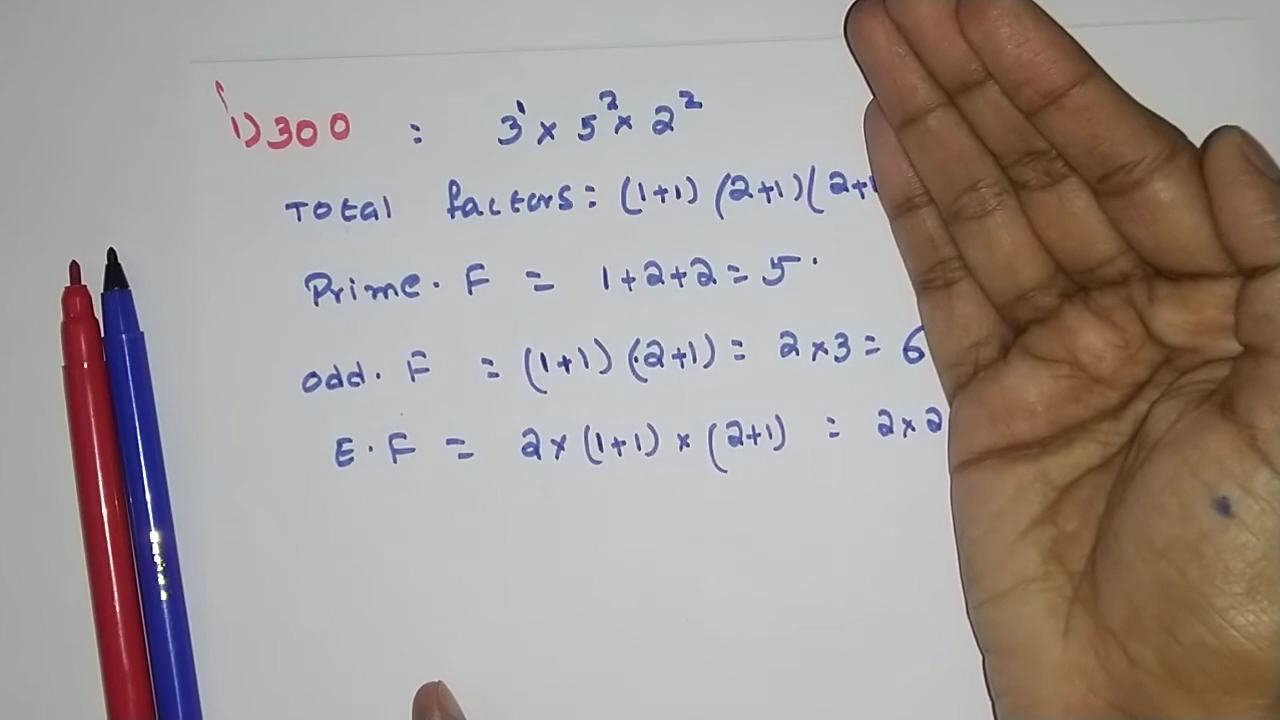 1) 300 : 3¹ x 5² x 2²
Total factors: (1+1) (2+1) (2+1
Prime. F = 1+2+2 = 5.
odd. F = (1+1) (2+1) = 2 x 3 = 6
E. F = 2 x (1+1) x (2+1) = 2 x 2